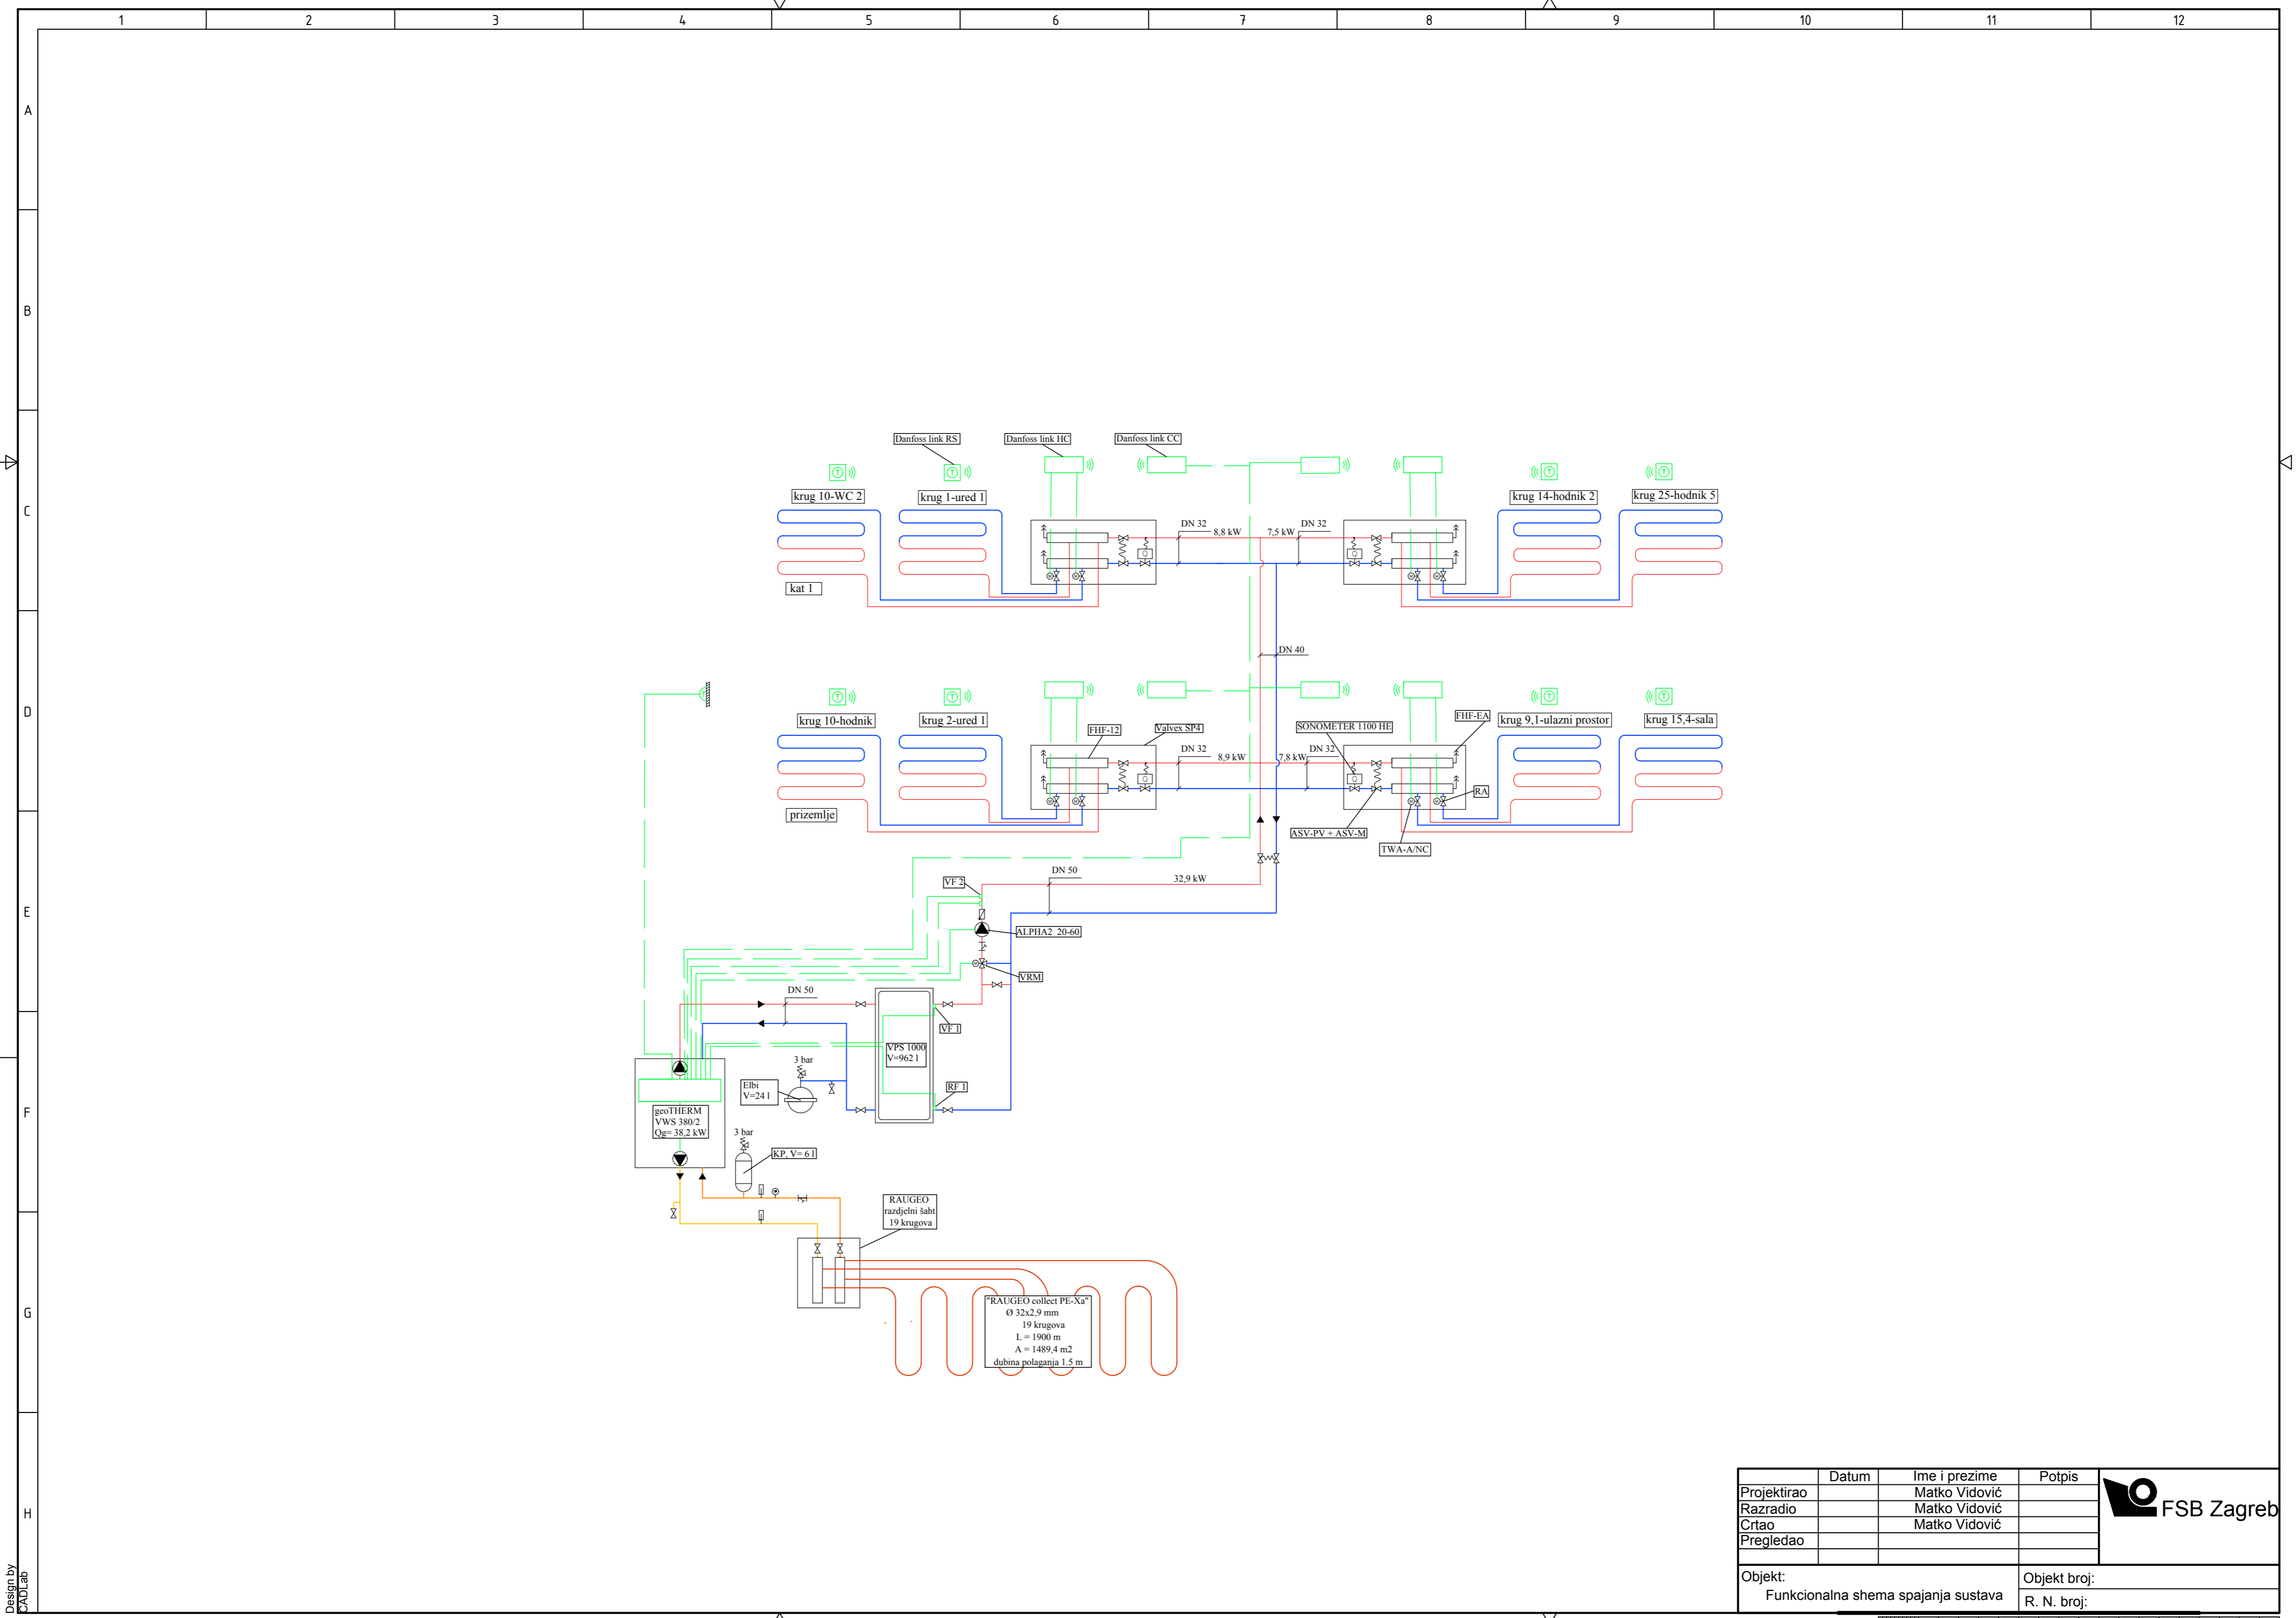 1 2 3 4 5 6 7 8 9 10 11 12
A
B
C
D
E
F
G
H
Danfoss link RS
Danfoss link HC
Danfoss link CC
krug 10-WC 2
krug 1-ured 1
krug 14-hodnik 2
krug 25-hodnik 5
DN 32
8,8 kW
7,5 kW
DN 32
kat 1
DN 40
krug 10-hodnik
krug 2-ured 1
FHF-12
Valvex SP4
SONOMETER 1100 HE
FHF-EA
krug 9,1-ulazni prostor
krug 15,4-sala
DN 32
8,9 kW
7,8 kW
DN 32
RA
prizemlje
ASV-PV + ASV-M
TWA-A/NC
VF 2
DN 50
32,9 kW
ALPHA2 20-60
VRM
DN 50
VF 1
VPS 1000
V=962 l
3 bar
Elbi
V=24 l
RF 1
geoTHERM
VWS 380/2
Qg= 38,2 kW
3 bar
KP, V= 6 l
RAUGEO
razdjelni šaht
19 krugova
"RAUGEO collect PE-Xa"
Ø 32x2,9 mm
19 krugova
L = 1900 m
A = 1489,4 m2
dubina polaganja 1.5 m
Datum Ime i prezime Potpis
Projektirao Matko Vidović
Razradio Matko Vidović
Crtao Matko Vidović
Pregledao
FSB Zagreb
Objekt:
Funkcionalna shema spajanja sustava
Objekt broj:
R. N. broj:
Design by
CADLab